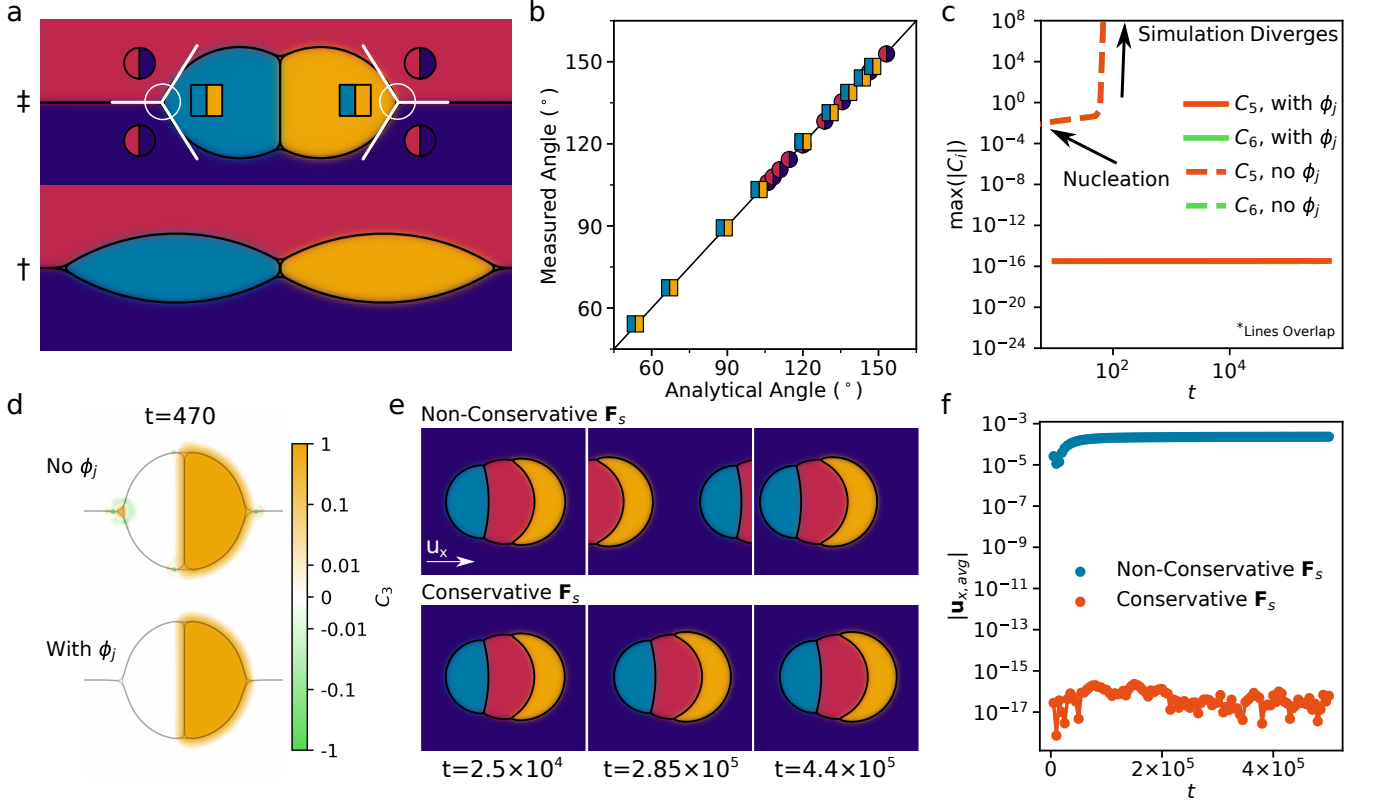 a
‡
†
b
Measured Angle (°)
150
120
90
60
60 90 120 150
Analytical Angle (°)
c
max(|C_i|)
10^8
10^4
10^0
10^−4
10^−8
10^−12
10^−16
10^−20
10^−24
Simulation Diverges
Nucleation
C_5, with ϕ_j
C_6, with ϕ_j
C_5, no ϕ_j
C_6, no ϕ_j
*Lines Overlap
10^2 10^4
t
d
t=470
No ϕ_j
With ϕ_j
1
0.1
0.01
0
-0.01
-0.1
-1
C_3
e
Non-Conservative F_s
u_x
Conservative F_s
t=2.5×10^4 t=2.85×10^5 t=4.4×10^5
f
|u_{x,avg}|
10^−3
10^−5
10^−7
10^−9
10^−11
10^−13
10^−15
10^−17
Non-Conservative F_s
Conservative F_s
0 2×10^5 4×10^5
t